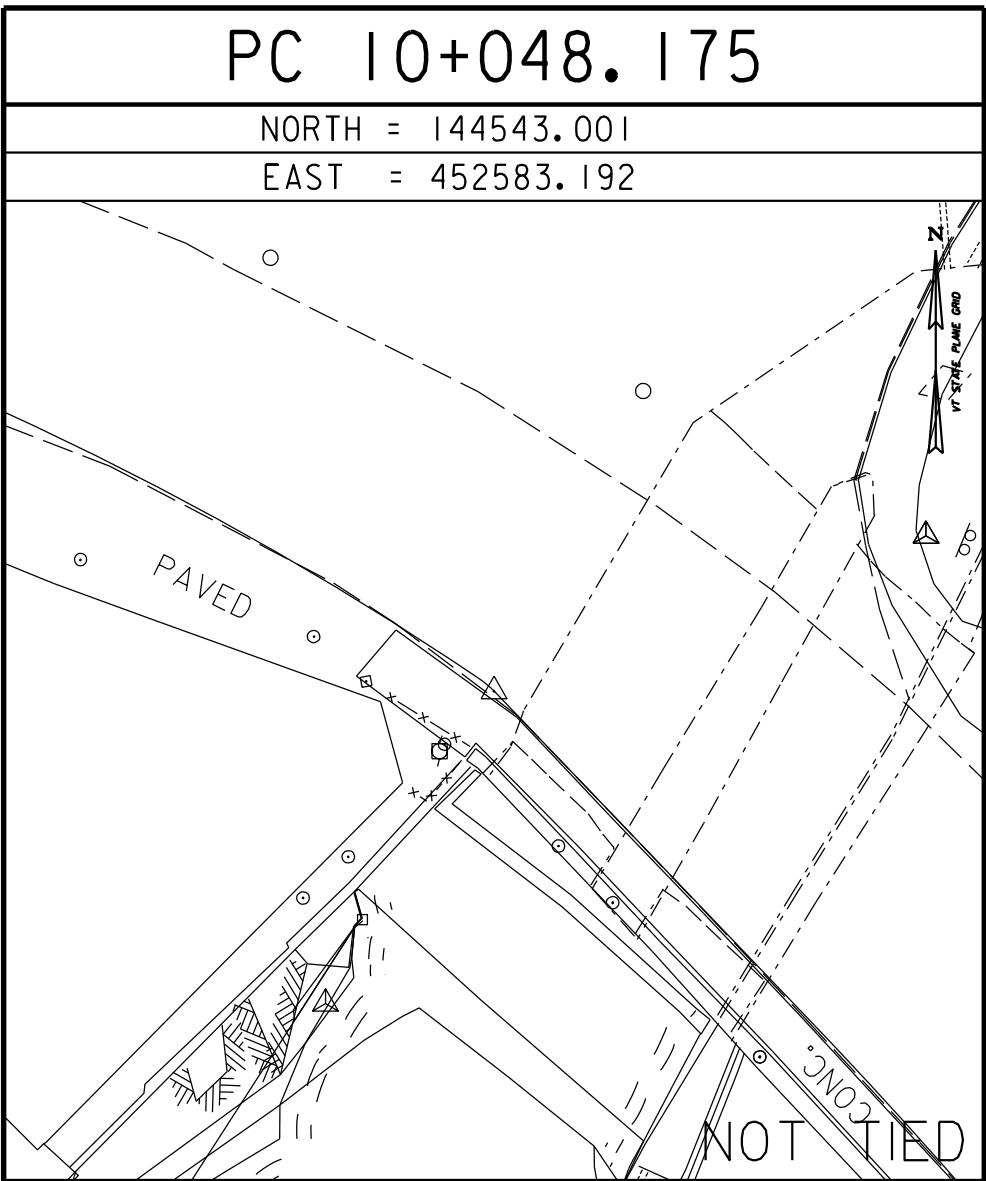 PC 10+048.175
NORTH = 144543.001
EAST = 452583.192
N
VT STATE PLANE GRID
PAVED
CONC.
NOT TIED